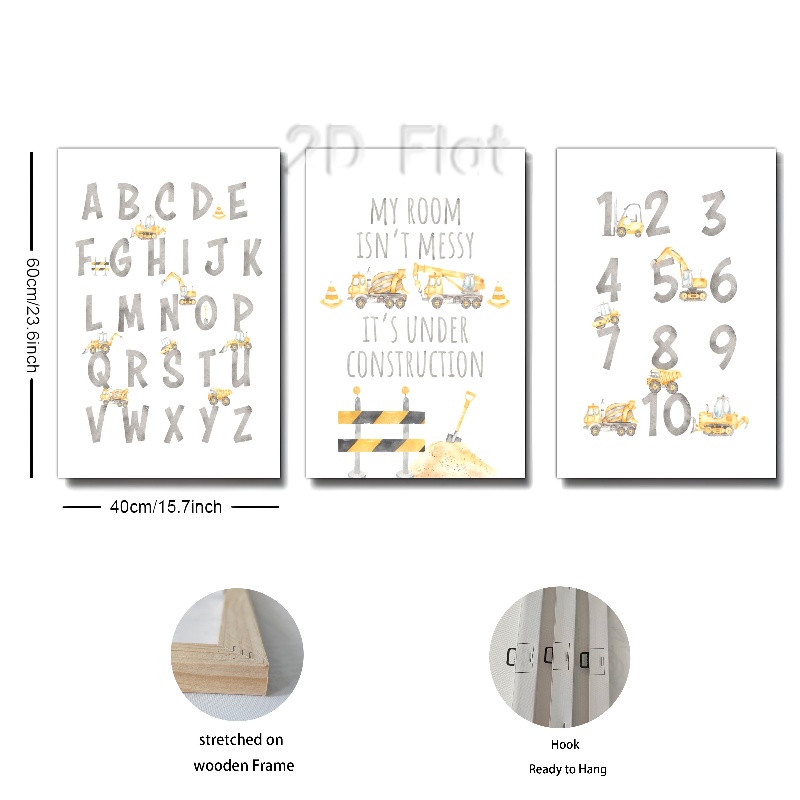 2D Flat
60cm/23.6inch
A B C D E
F G H I J K
L M N O P
Q R S T U
V W X Y Z
MY ROOM
ISN'T MESSY
IT'S UNDER
CONSTRUCTION
1 2 3
4 5 6
7 8 9
10
40cm/15.7inch
stretched on
wooden Frame
Hook
Ready to Hang